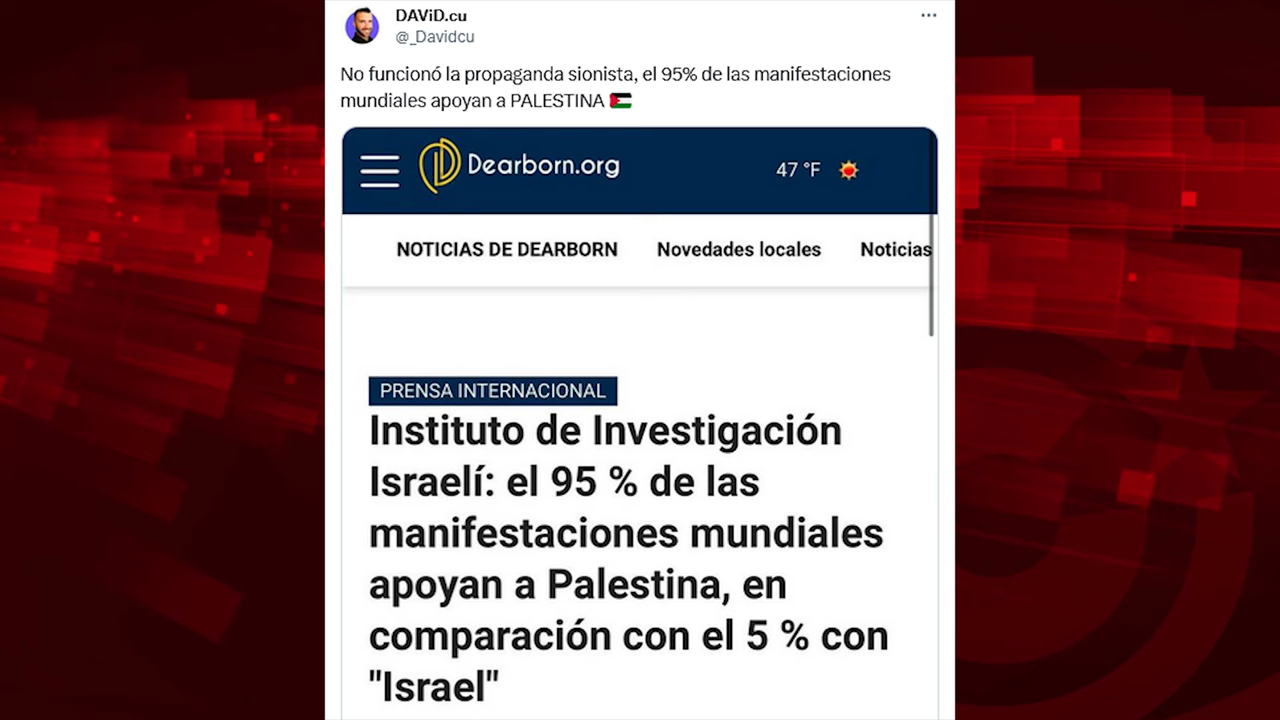 DAViD.cu
@_Davidcu
No funcionó la propaganda sionista, el 95% de las manifestaciones
mundiales apoyan a PALESTINA 🇵🇸
Dearborn.org
47 °F
NOTICIAS DE DEARBORN Novedades locales Noticias
PRENSA INTERNACIONAL
Instituto de Investigación
Israelí: el 95 % de las
manifestaciones mundiales
apoyan a Palestina, en
comparación con el 5 % con
"Israel"